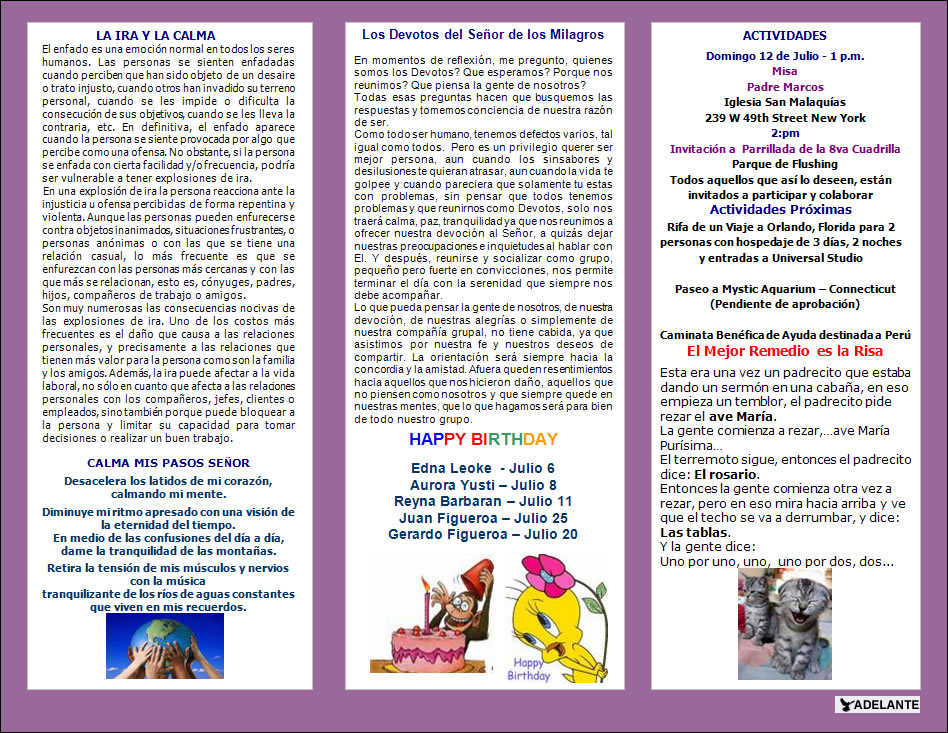 LA IRA Y LA CALMA
El enfado es una emoción normal en todos los seres
humanos. Las personas se sienten enfadadas
cuando perciben que han sido objeto de un desaire
o trato injusto, cuando otros han invadido su terreno
personal, cuando se les impide o dificulta la
consecución de sus objetivos, cuando se les lleva la
contraria, etc. En definitiva, el enfado aparece
cuando la persona se siente provocada por algo que
percibe como una ofensa. No obstante, si la persona
se enfada con cierta facilidad y/o frecuencia, podría
ser vulnerable a tener explosiones de ira.
En una explosión de ira la persona reacciona ante la
injusticia u ofensa percibidas de forma repentina y
violenta. Aunque las personas pueden enfurecerse
contra objetos inanimados, situaciones frustrantes, o
personas anónimas o con las que se tiene una
relación casual, lo más frecuente es que se
enfurezcan con las personas más cercanas y con las
que más se relacionan, esto es, cónyuges, padres,
hijos, compañeros de trabajo o amigos.
Son muy numerosas las consecuencias nocivas de
las explosiones de ira. Uno de los costos más
frecuentes es el daño que causa a las relaciones
personales, y precisamente a las relaciones que
tienen más valor para la persona como son la familia
y los amigos. Además, la ira puede afectar a la vida
laboral, no sólo en cuanto que afecta a las relaciones
personales con los compañeros, jefes, clientes o
empleados, sino también porque puede bloquear a
la persona y limitar su capacidad para tomar
decisiones o realizar un buen trabajo.
CALMA MIS PASOS SEÑOR
Desacelera los latidos de mi corazón,
calmando mi mente.
Diminuye mi ritmo apresado con una visión de
la eternidad del tiempo.
En medio de las confusiones del día a día,
dame la tranquilidad de las montañas.
Retira la tensión de mis músculos y nervios
con la música
tranquilizante de los ríos de aguas constantes
que viven en mis recuerdos.
Los Devotos del Señor de los Milagros
En momentos de reflexión, me pregunto, quienes
somos los Devotos? Que esperamos? Porque nos
reunimos? Que piensa la gente de nosotros?
Todas esas preguntas hacen que busquemos las
respuestas y tomemos conciencia de nuestra razón
de ser.
Como todo ser humano, tenemos defectos varios, tal
igual como todos. Pero es un privilegio querer ser
mejor persona, aun cuando los sinsabores y
desilusiones te quieran atrasar, aun cuando la vida te
golpee y cuando pareciera que solamente tu estas
con problemas, sin pensar que todos tenemos
problemas y que reunirnos como Devotos, solo nos
traerá calma, paz, tranquilidad ya que nos reunimos a
ofrecer nuestra devoción al Señor, a quizás dejar
nuestras preocupaciones e inquietudes al hablar con
El. Y después, reunirse y socializar como grupo,
pequeño pero fuerte en convicciones, nos permite
terminar el día con la serenidad que siempre nos
debe acompañar.
Lo que pueda pensar la gente de nosotros, de nuestra
devoción, de nuestras alegrías o simplemente de
nuestra compañía grupal, no tiene cabida, ya que
asistimos por nuestra fe y nuestros deseos de
compartir. La orientación será siempre hacia la
concordia y la amistad. Afuera queden resentimientos
hacia aquellos que nos hicieron daño, aquellos que
no piensen como nosotros y que siempre quede en
nuestras mentes, que lo que hagamos será para bien
de todo nuestro grupo.
HAPPY BIRTHDAY
Edna Leoke - Julio 6
Aurora Yusti – Julio 8
Reyna Barbaran – Julio 11
Juan Figueroa – Julio 25
Gerardo Figueroa – Julio 20
Happy
Birthday
ACTIVIDADES
Domingo 12 de Julio - 1 p.m.
Misa
Padre Marcos
Iglesia San Malaquías
239 W 49th Street New York
2:pm
Invitación a Parrillada de la 8va Cuadrilla
Parque de Flushing
Todos aquellos que así lo deseen, están
invitados a participar y colaborar
Actividades Próximas
Rifa de un Viaje a Orlando, Florida para 2
personas con hospedaje de 3 días, 2 noches
y entradas a Universal Studio
Paseo a Mystic Aquarium – Connecticut
(Pendiente de aprobación)
Caminata Benéfica de Ayuda destinada a Perú
El Mejor Remedio es la Risa
Esta era una vez un padrecito que estaba
dando un sermón en una cabaña, en eso
empieza un temblor, el padrecito pide
rezar el ave María.
La gente comienza a rezar,...ave María
Purísima...
El terremoto sigue, entonces el padrecito
dice: El rosario.
Entonces la gente comienza otra vez a
rezar, pero en eso mira hacia arriba y ve
que el techo se va a derrumbar, y dice:
Las tablas.
Y la gente dice:
Uno por uno, uno, uno por dos, dos...
ADELANTE